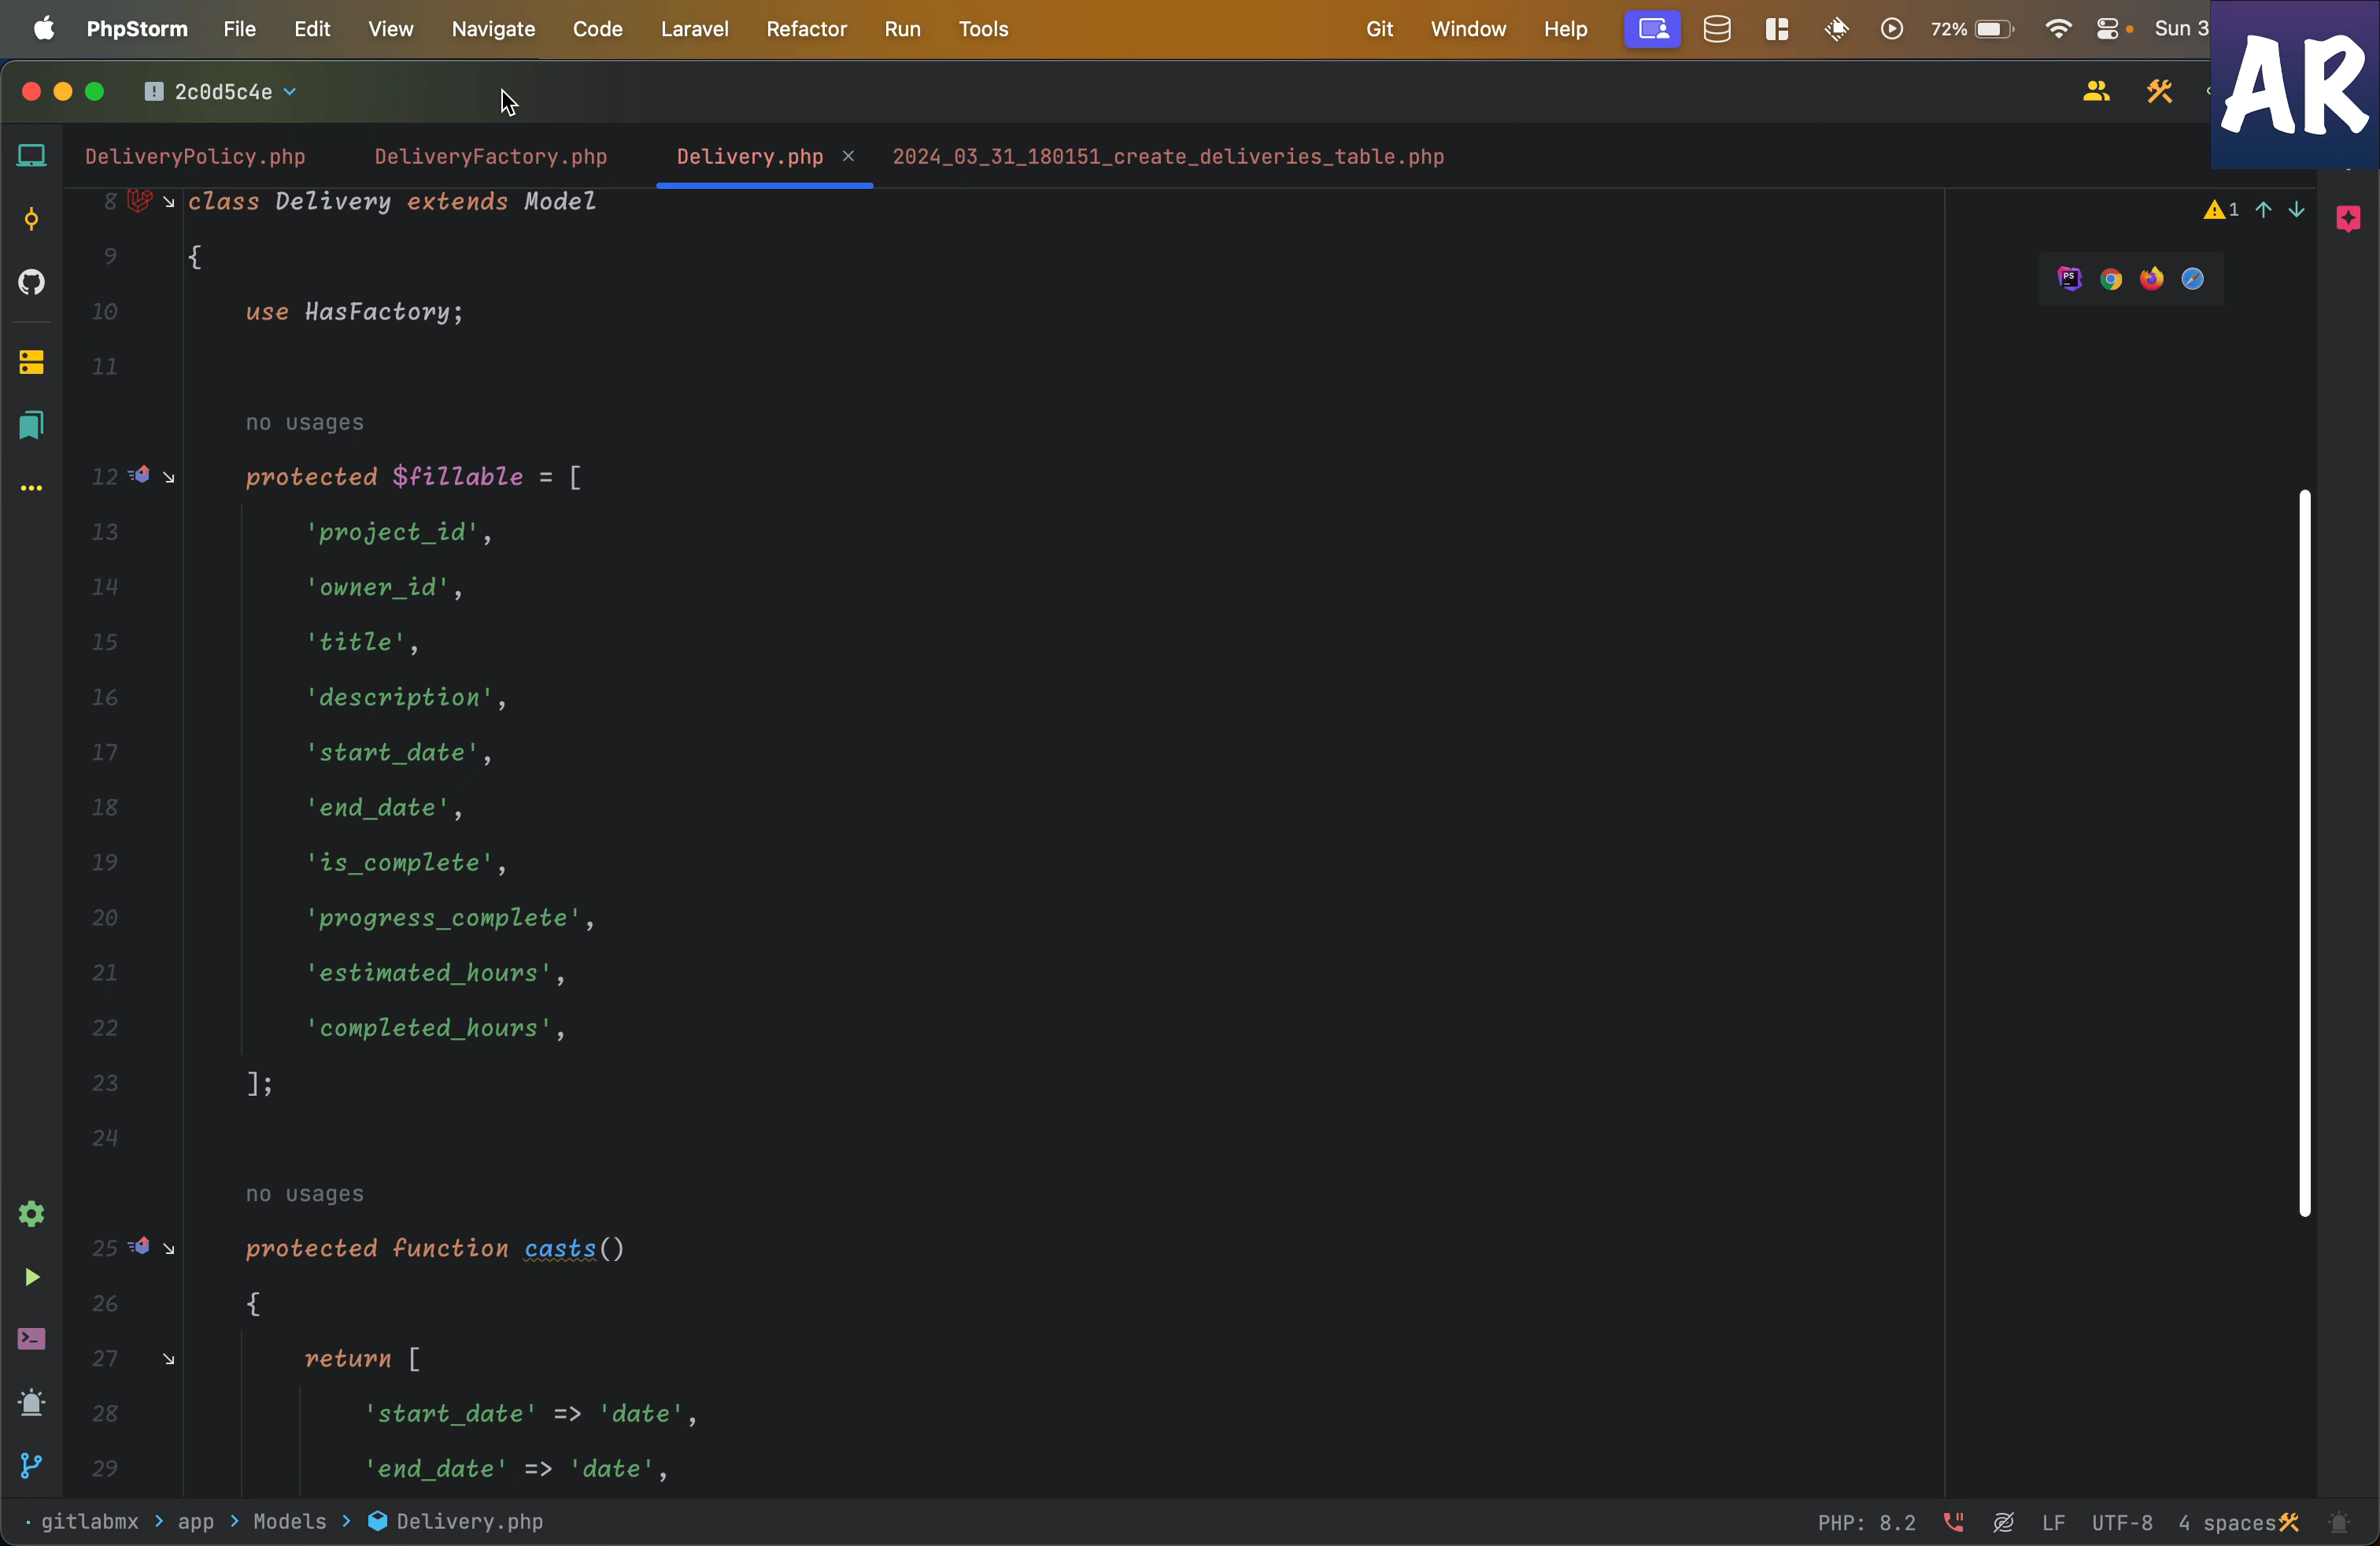 PhpStorm File Edit View Navigate Code Laravel Refactor Run Tools Git Window Help 72% Sun 3
AR
2c0d5c4e
DeliveryPolicy.php DeliveryFactory.php Delivery.php 2024_03_31_180151_create_deliveries_table.php
8 class Delivery extends Model
1
9 {
PS
10 use HasFactory;
11
no usages
12 protected $fillable = [
13 'project_id',
14 'owner_id',
15 'title',
16 'description',
17 'start_date',
18 'end_date',
19 'is_complete',
20 'progress_complete',
21 'estimated_hours',
22 'completed_hours',
23 ];
24
no usages
25 protected function casts()
26 {
27 return [
28 'start_date' => 'date',
29 'end_date' => 'date',
gitlabmx > app > Models > Delivery.php PHP: 8.2 LF UTF-8 4 spaces